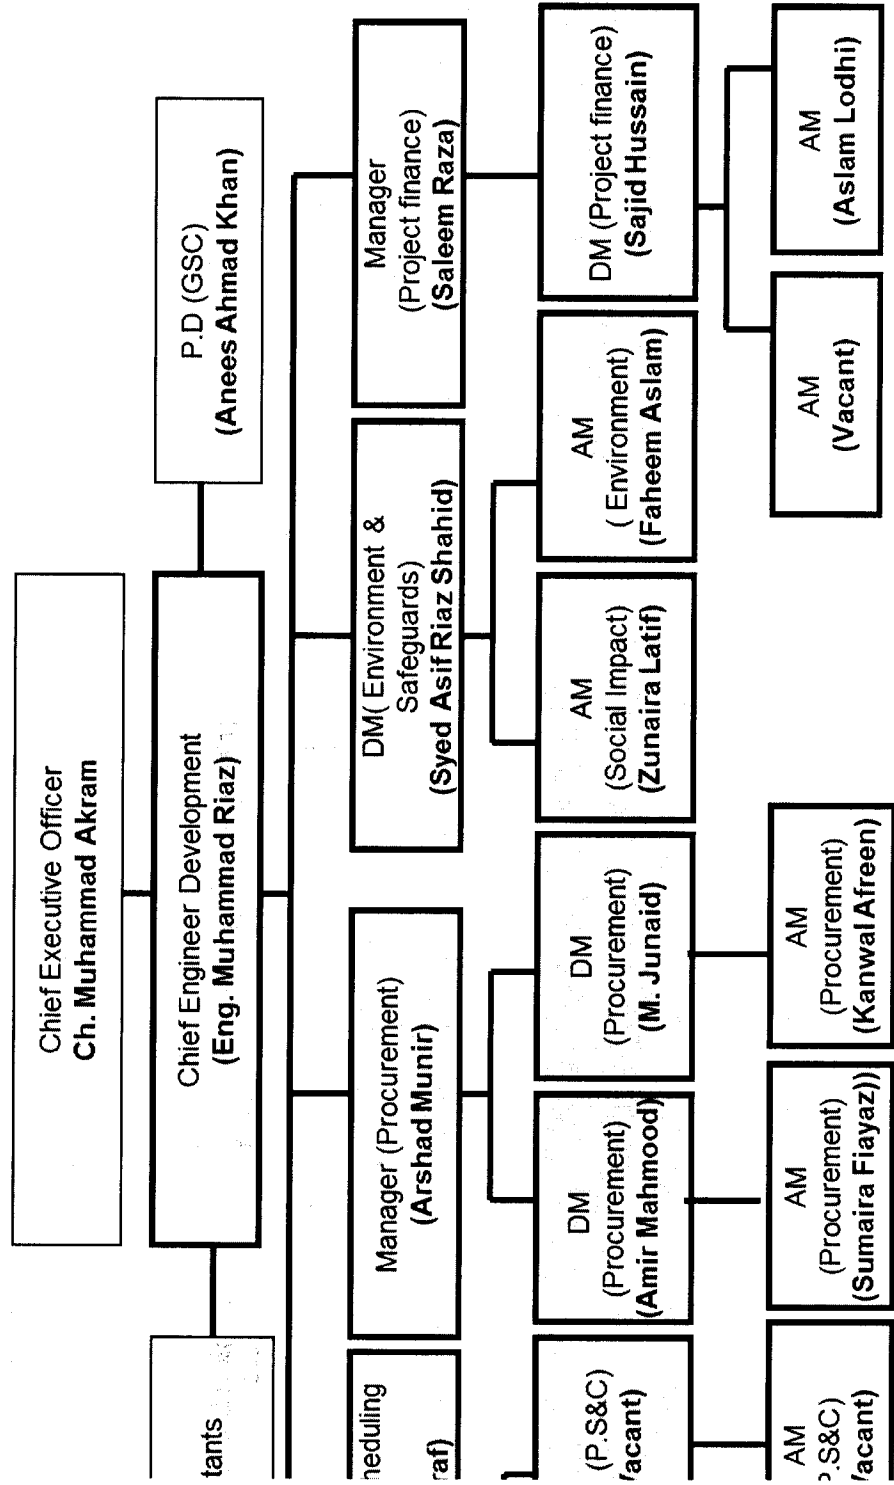 Chief Executive Officer
Ch. Muhammad Akram
Chief Engineer Development
(Eng. Muhammad Riaz)
P.D (GSC)
(Anees Ahmad Khan)
tants
heduling
raf)
Manager (Procurement)
(Arshad Munir)
DM( Environment &
Safeguards)
(Syed Asif Riaz Shahid)
Manager
(Project finance)
(Saleem Raza)
(P.S&C)
/acant)
DM
(Procurement)
(Amir Mahmood)
DM
(Procurement)
(M. Junaid)
AM
(Social Impact)
(Zunaira Latif)
AM
( Environment)
(Faheem Aslam)
DM (Project finance)
(Sajid Hussain)
AM
P.S&C)
/acant)
AM
(Procurement)
(Sumaira Fiayaz))
AM
(Procurement)
(Kanwal Afreen)
AM
(Vacant)
AM
(Aslam Lodhi)